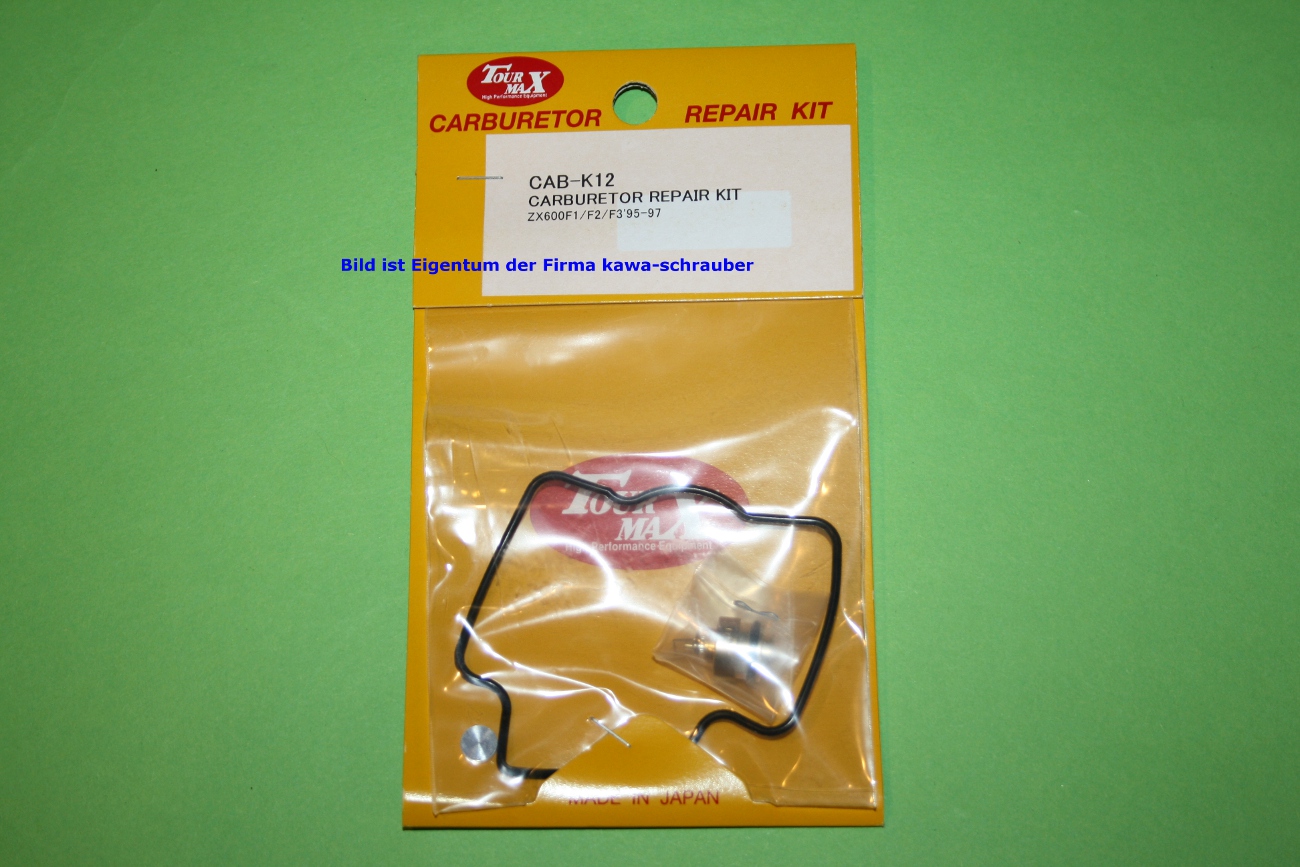 TOUR MAX
High Performance Equipment
CARBURETOR REPAIR KIT
CAB-K12
CARBURETOR REPAIR KIT
ZX600F1/F2/F3'95-97
Bild ist Eigentum der Firma kawa-schrauber
TOUR MAX
High Performance Equipment
MADE IN JAPAN